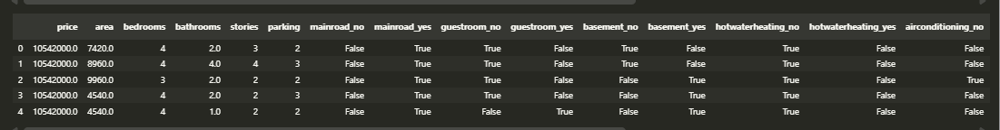 price area bedrooms bathrooms stories parking mainroad_no mainroad_yes guestroom_no guestroom_yes basement_no basement_yes hotwaterheating_no hotwaterheating_yes airconditioning_no
0 10542000.0 7420.0 4 2.0 3 2 False True True False True False True False False
1 10542000.0 8960.0 4 4.0 4 3 False True True False True False True False False
2 10542000.0 9960.0 3 2.0 2 2 False True True False False True True False True
3 10542000.0 4540.0 4 2.0 2 3 False True True False False True True False False
4 10542000.0 4540.0 4 1.0 2 2 False True False True False True True False False